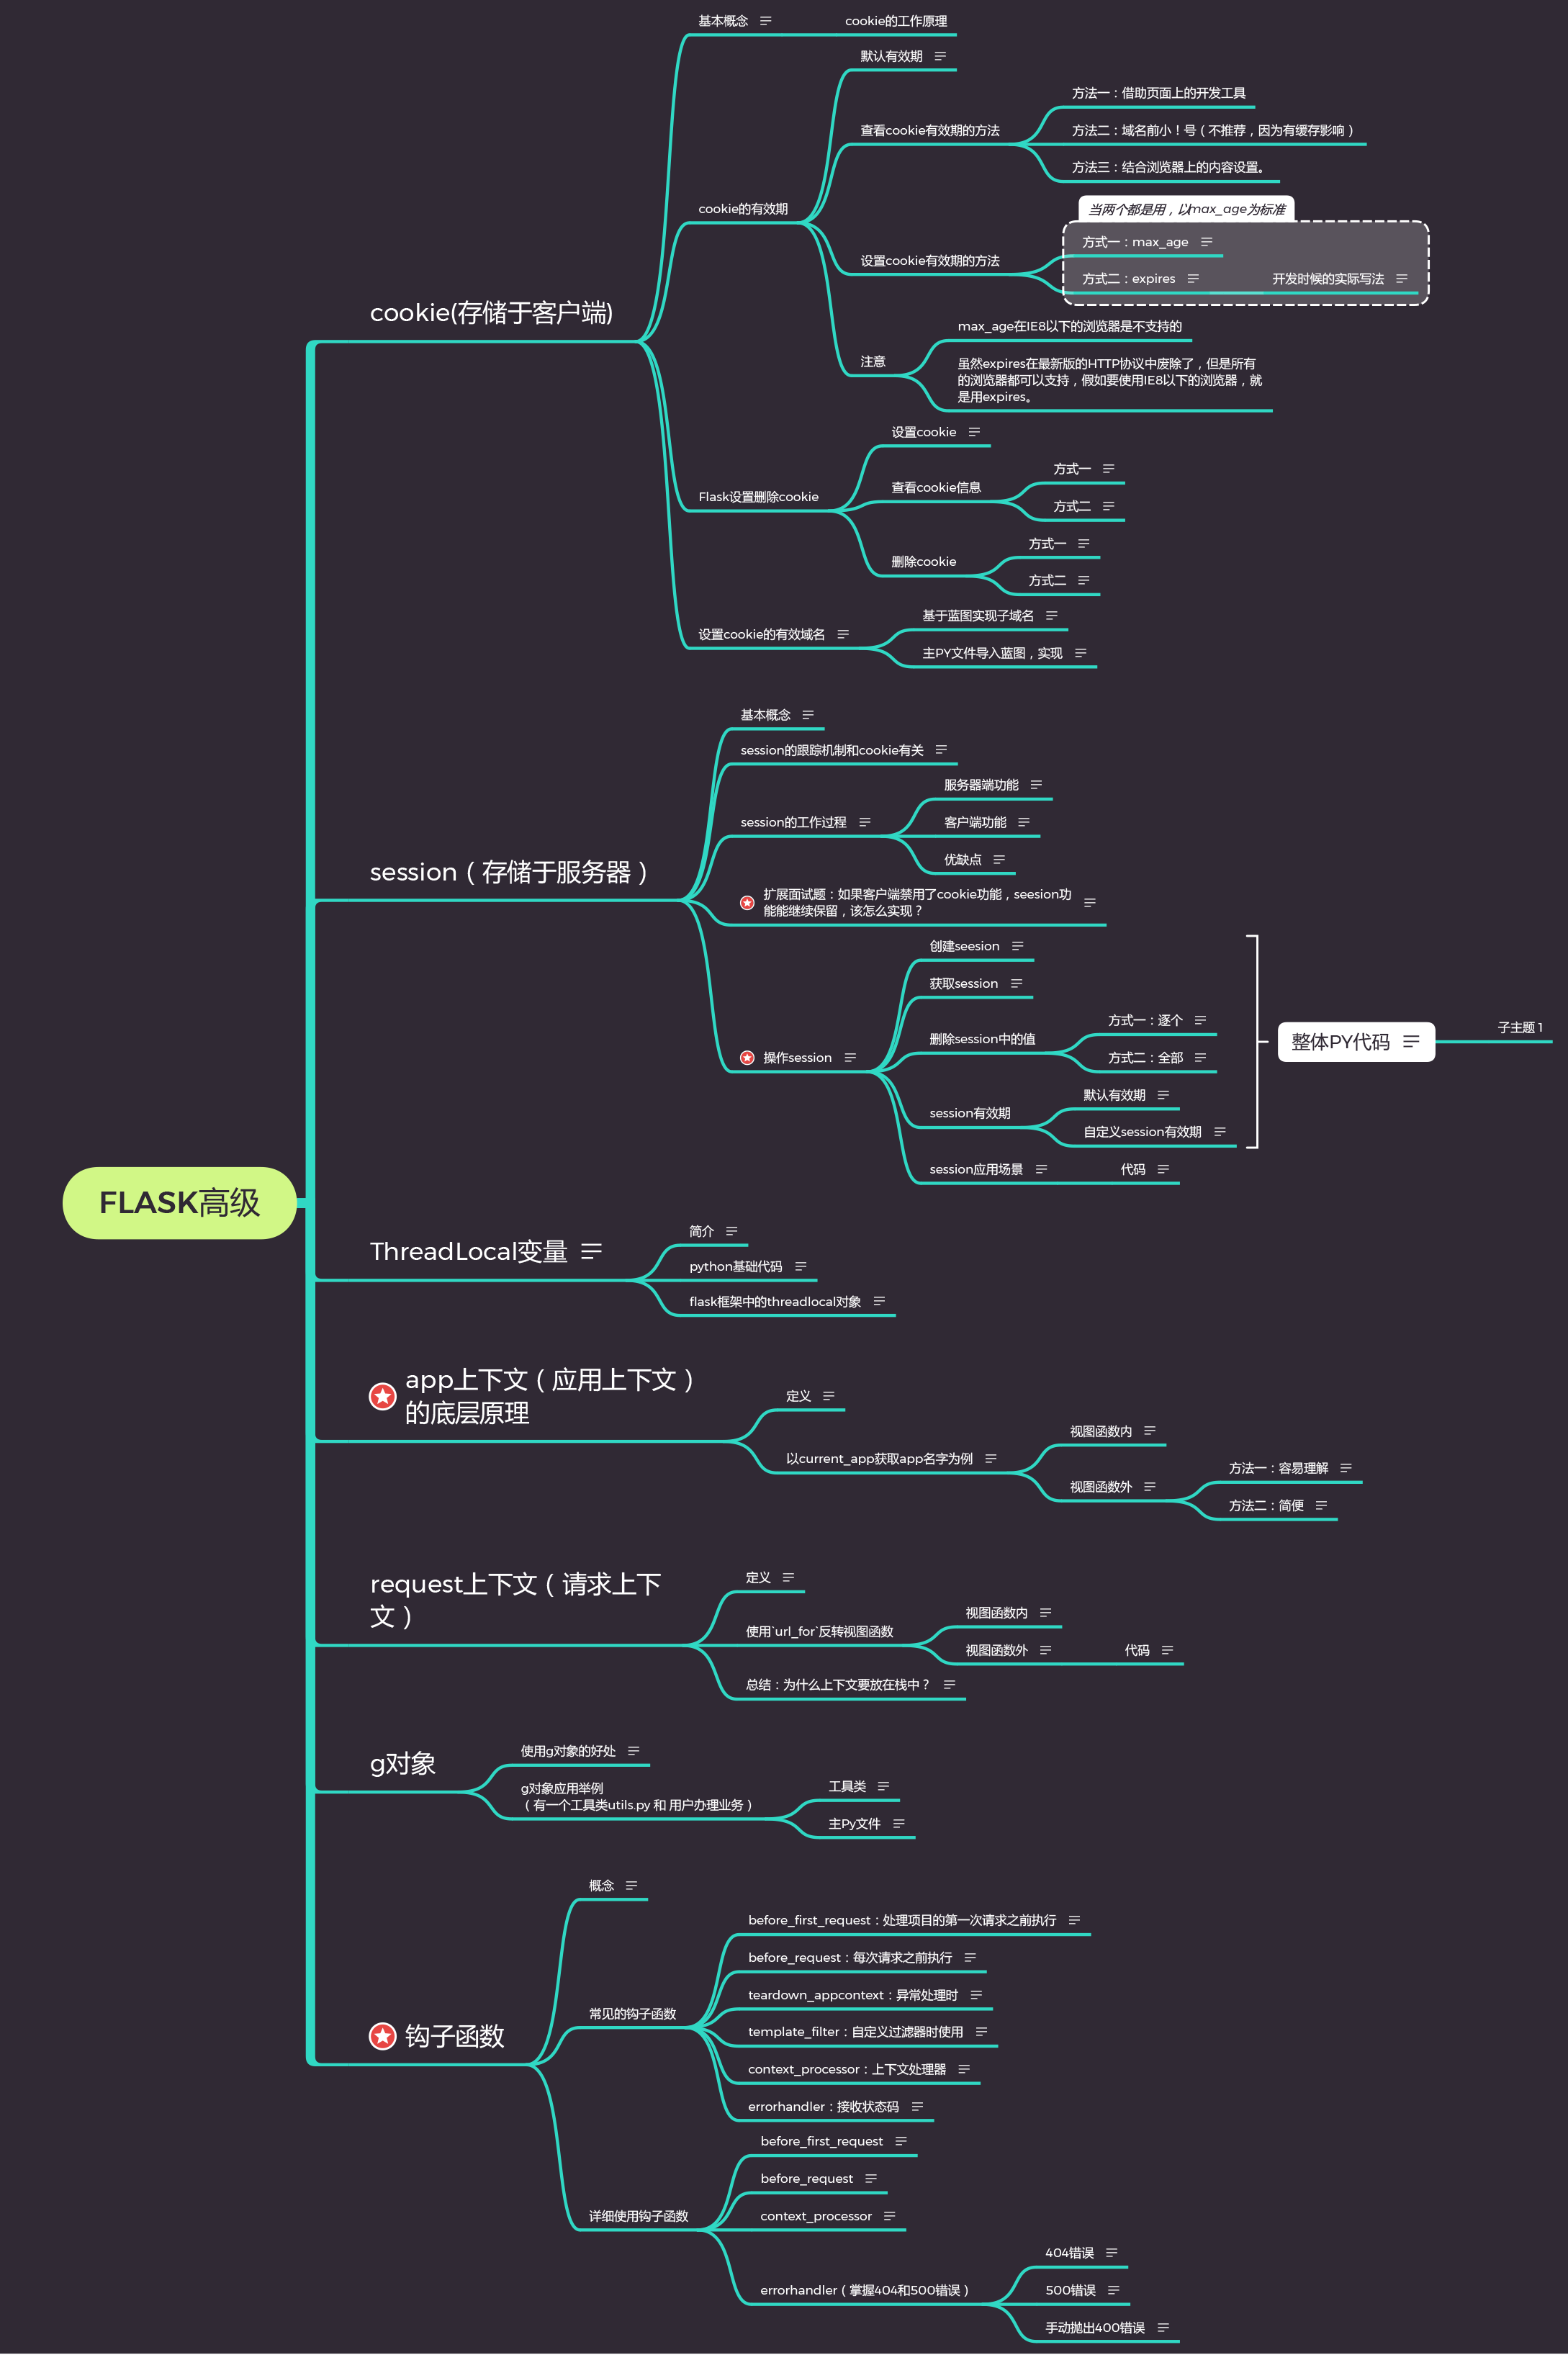 FLASK高级
cookie(存储于客户端)
基本概念
cookie的工作原理
cookie的有效期
默认有效期
查看cookie有效期的方法
方法一：借助页面上的开发工具
方法二：域名前小！号（不推荐，因为有缓存影响）
方法三：结合浏览器上的内容设置。
设置cookie有效期的方法
当两个都是用，以max_age为标准
方式一：max_age
方式二：expires
开发时候的实际写法
注意
max_age在IE8以下的浏览器是不支持的
虽然expires在最新版的HTTP协议中废除了，但是所有
的浏览器都可以支持，假如要使用IE8以下的浏览器，就
是用expires。
Flask设置删除cookie
设置cookie
查看cookie信息
方式一
方式二
删除cookie
方式一
方式二
设置cookie的有效域名
基于蓝图实现子域名
主PY文件导入蓝图，实现
session（存储于服务器）
基本概念
session的跟踪机制和cookie有关
session的工作过程
服务器端功能
客户端功能
优缺点
扩展面试题：如果客户端禁用了cookie功能，seesion功
能能继续保留，该怎么实现？
操作session
创建seesion
获取session
删除session中的值
方式一：逐个
方式二：全部
session有效期
默认有效期
自定义session有效期
session应用场景
代码
整体PY代码
子主题 1
ThreadLocal变量
简介
python基础代码
flask框架中的threadlocal对象
app上下文（应用上下文）
的底层原理
定义
以current_app获取app名字为例
视图函数内
视图函数外
方法一：容易理解
方法二：简便
request上下文（请求上下
文）
定义
使用`url_for`反转视图函数
视图函数内
视图函数外
代码
总结：为什么上下文要放在栈中？
g对象
使用g对象的好处
g对象应用举例
（有一个工具类utils.py 和 用户办理业务）
工具类
主Py文件
钩子函数
概念
常见的钩子函数
before_first_request：处理项目的第一次请求之前执行
before_request：每次请求之前执行
teardown_appcontext：异常处理时
template_filter：自定义过滤器时使用
context_processor：上下文处理器
errorhandler：接收状态码
详细使用钩子函数
before_first_request
before_request
context_processor
errorhandler（掌握404和500错误）
404错误
500错误
手动抛出400错误